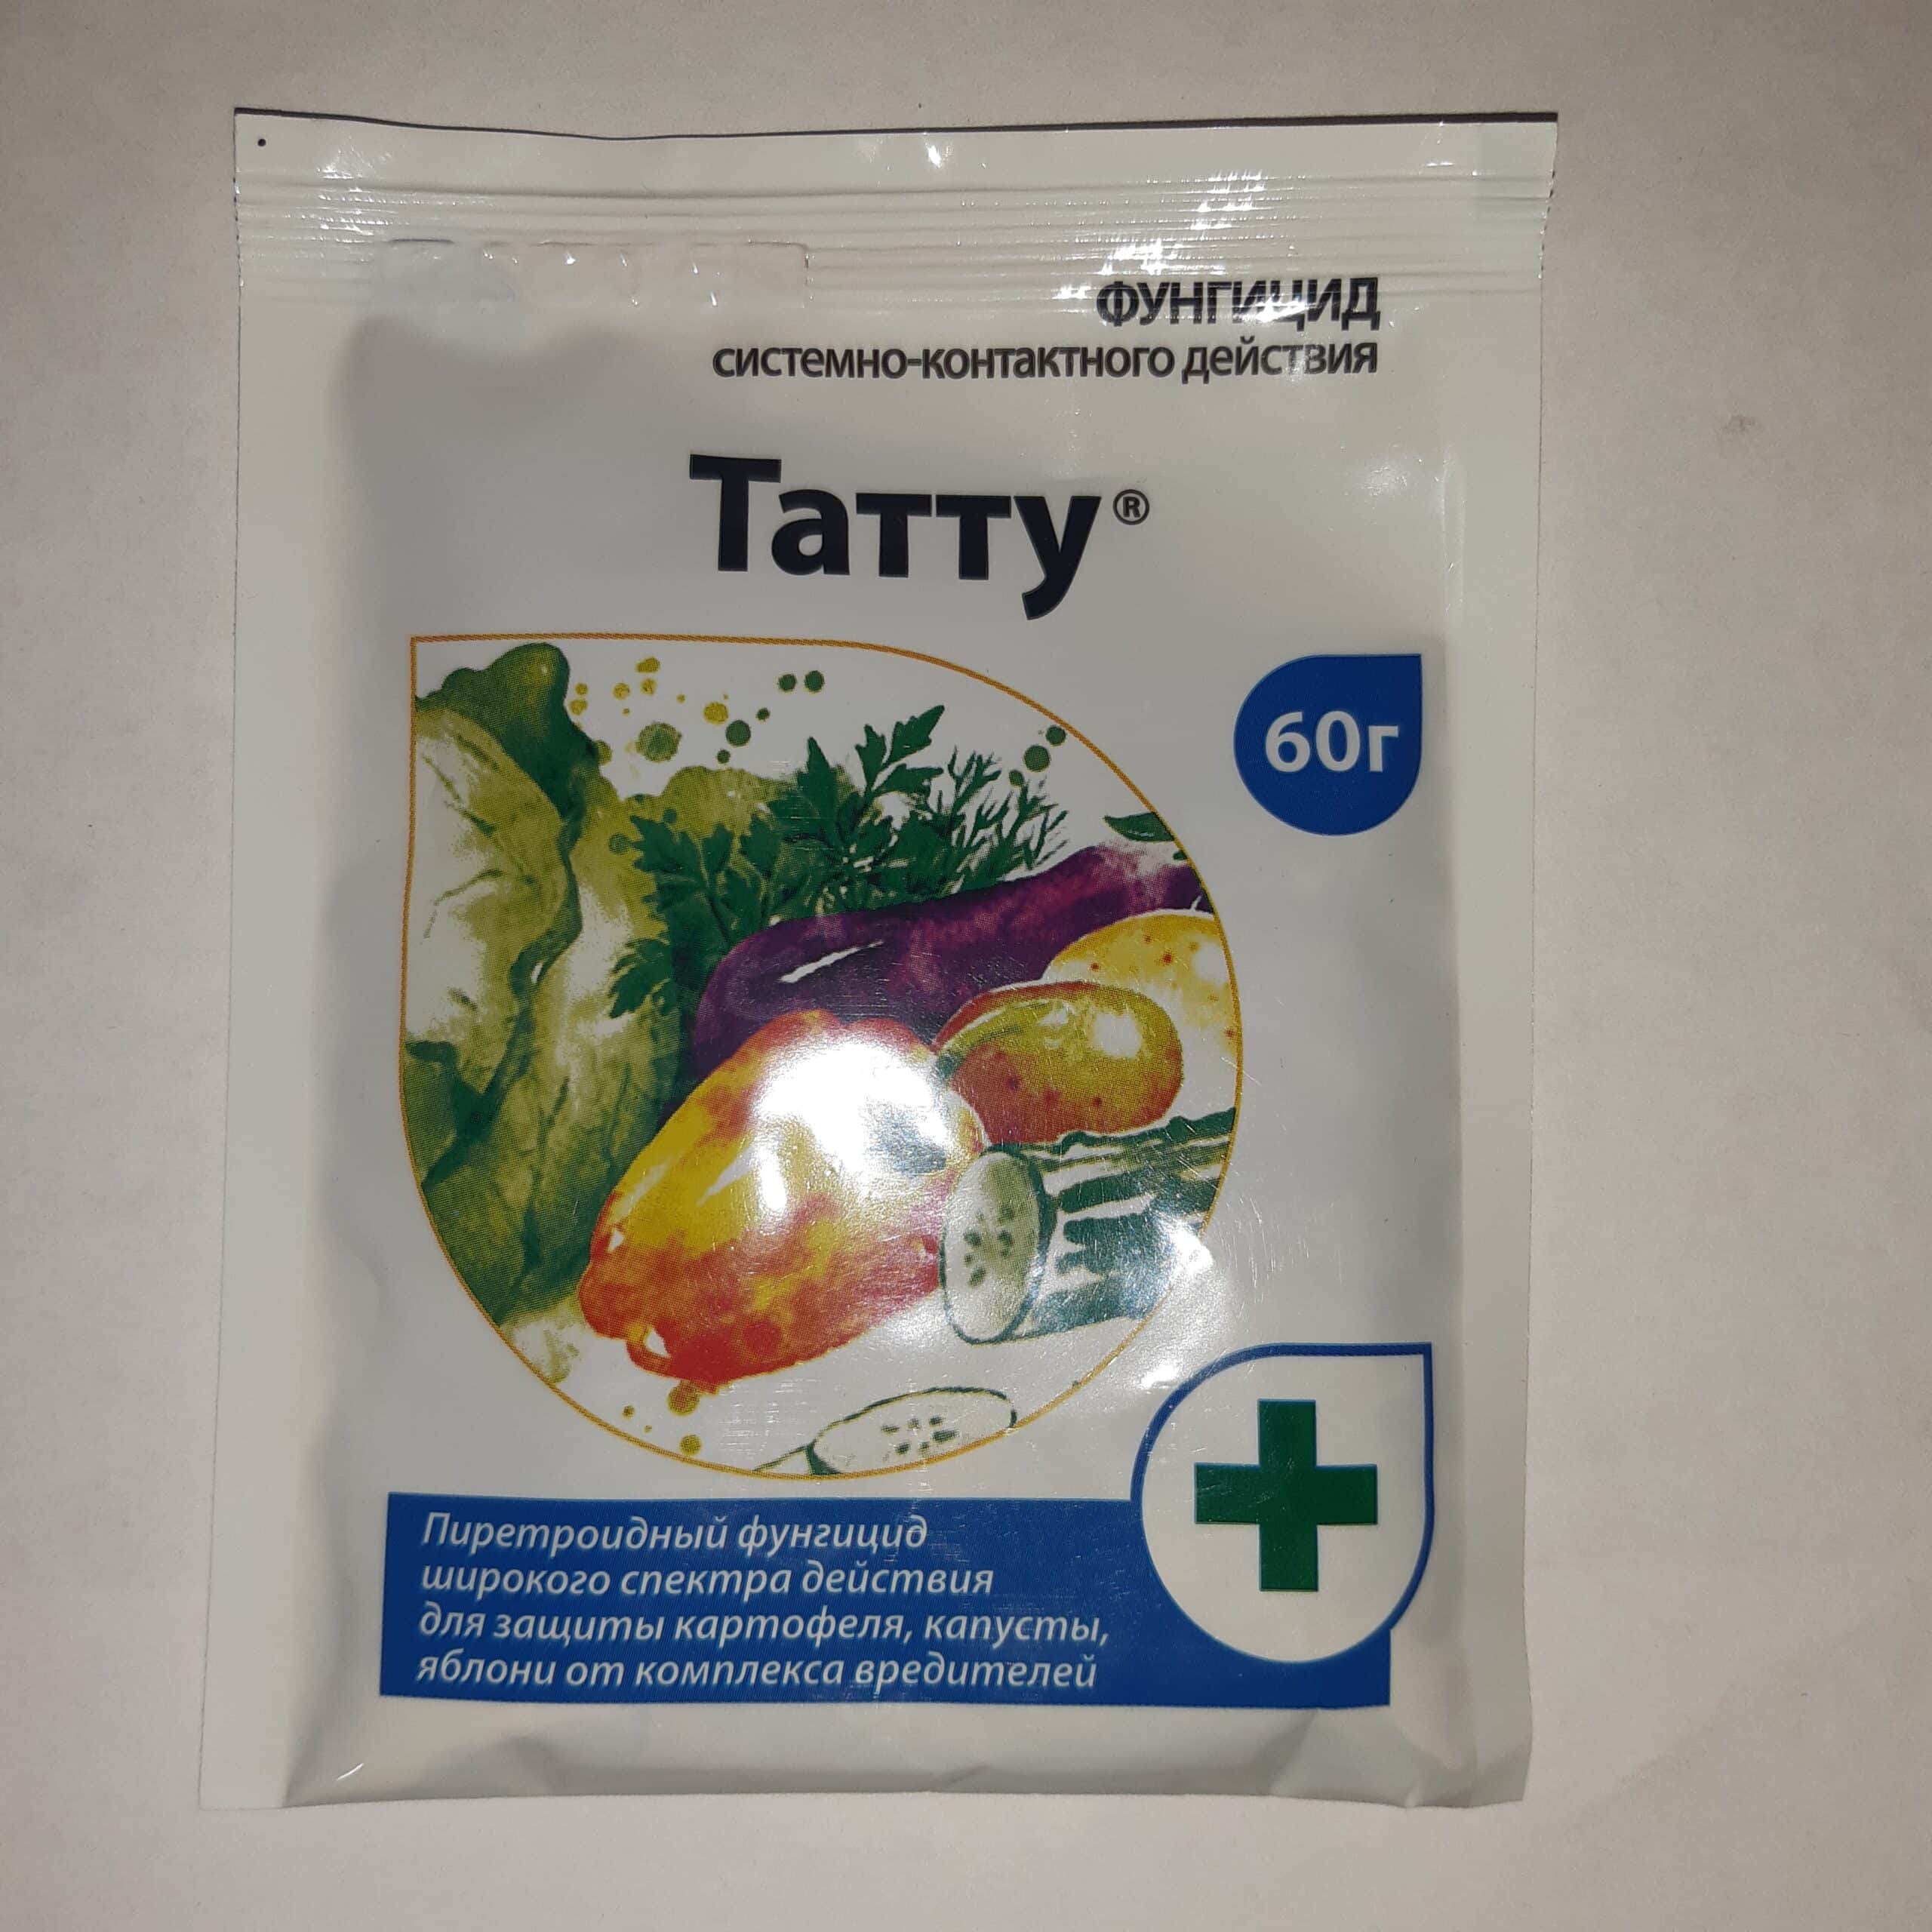 ФУНГИЦИД
системно-контактного действия
Татту®
60г
Пиретроидный фунгицид
широкого спектра действия
для защиты картофеля, капусты,
яблони от комплекса вредителей